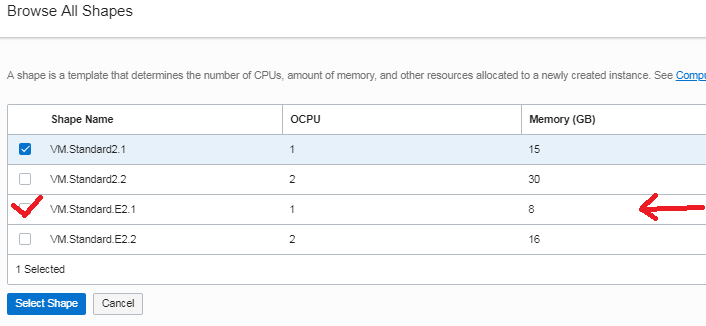 Browse All Shapes
A shape is a template that determines the number of CPUs, amount of memory, and other resources allocated to a newly created instance. See Compu
Shape Name OCPU Memory (GB)
VM.Standard2.1 1 15
VM.Standard2.2 2 30
VM.Standard.E2.1 1 8
VM.Standard.E2.2 2 16
1 Selected
Select Shape Cancel